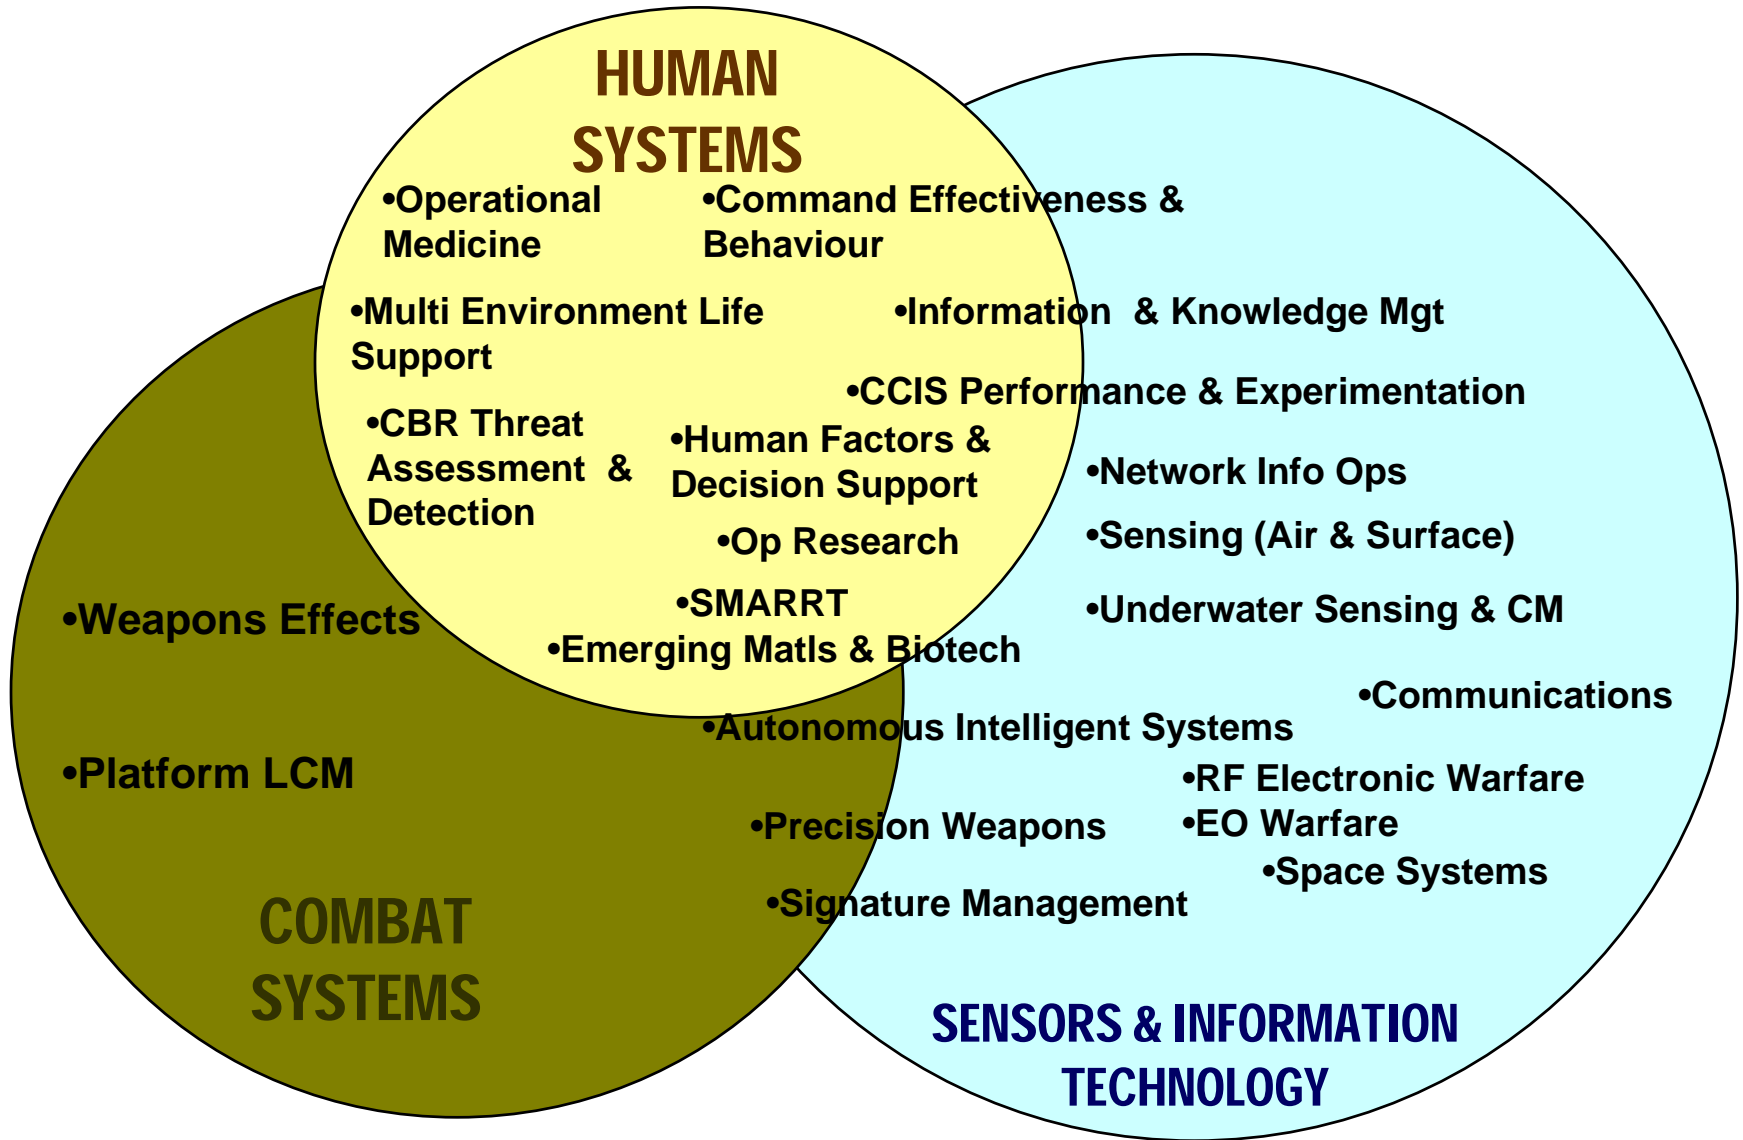 HUMAN
SYSTEMS
•Operational
Medicine
•Command Effectiveness &
Behaviour
•Multi Environment Life
Support
•Information & Knowledge Mgt
•CCIS Performance & Experimentation
•CBR Threat
Assessment &
Detection
•Human Factors &
Decision Support
•Network Info Ops
•Op Research
•Sensing (Air & Surface)
•SMARRT
•Emerging Matls & Biotech
•Underwater Sensing & CM
•Weapons Effects
•Communications
•Autonomous Intelligent Systems
•Platform LCM
•RF Electronic Warfare
•EO Warfare
•Precision Weapons
•Space Systems
•Signature Management
COMBAT
SYSTEMS
SENSORS & INFORMATION
TECHNOLOGY